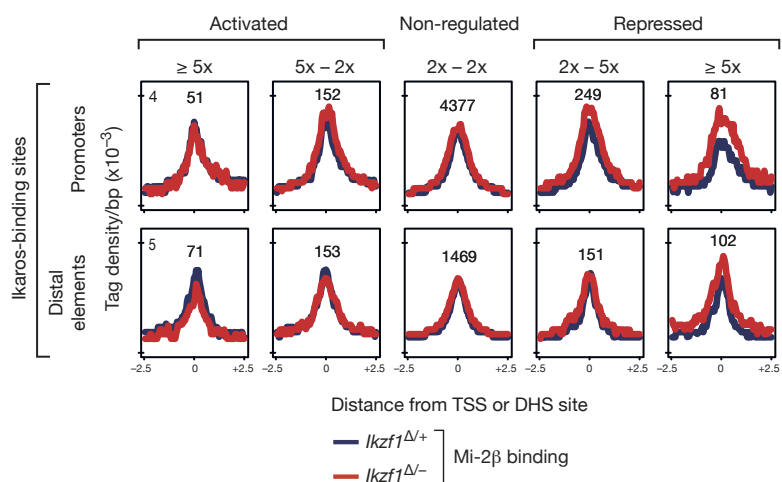 Activated Non-regulated Repressed
≥ 5x 5x – 2x 2x – 2x 2x – 5x ≥ 5x
Ikaros-binding sites
Promoters
Distal elements
Tag density/bp (x10⁻³)
4 51 152 4377 249 81
5 71 153 1469 151 102
−2.5 0 +2.5 −2.5 0 +2.5 −2.5 0 +2.5 −2.5 0 +2.5 −2.5 0 +2.5
Distance from TSS or DHS site
Ikzf1Δ/+
Ikzf1Δ/−
Mi-2β binding